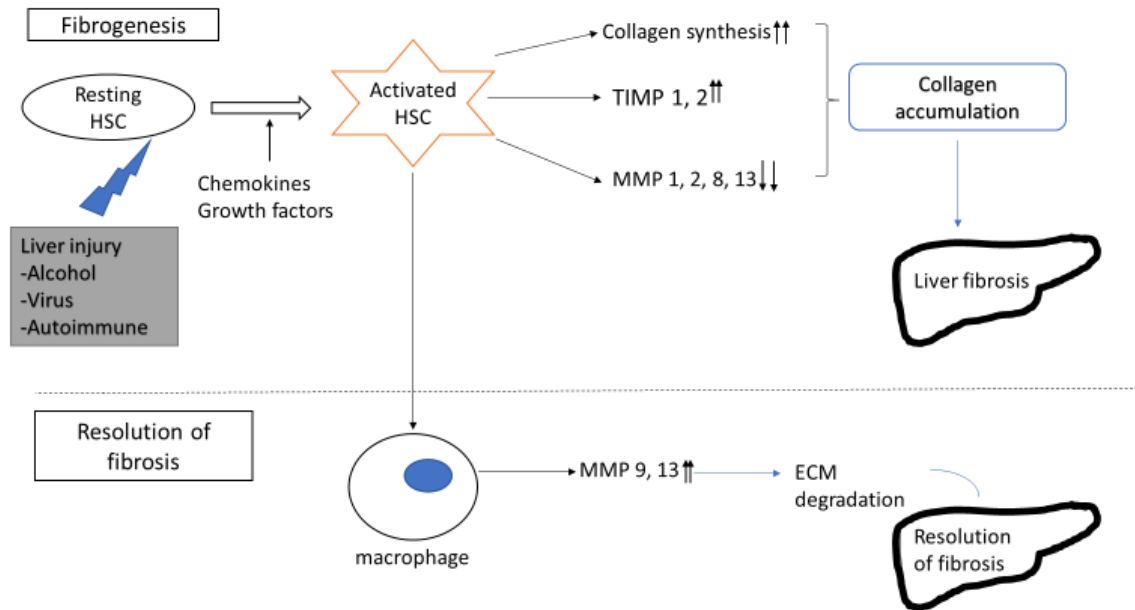 Fibrogenesis
Resting
HSC
Chemokines
Growth factors
Liver injury
-Alcohol
-Virus
-Autoimmune
Activated
HSC
Collagen synthesis
TIMP 1, 2
MMP 1, 2, 8, 13
Collagen
accumulation
Liver fibrosis
Resolution of
fibrosis
macrophage
MMP 9, 13
ECM
degradation
Resolution
of fibrosis